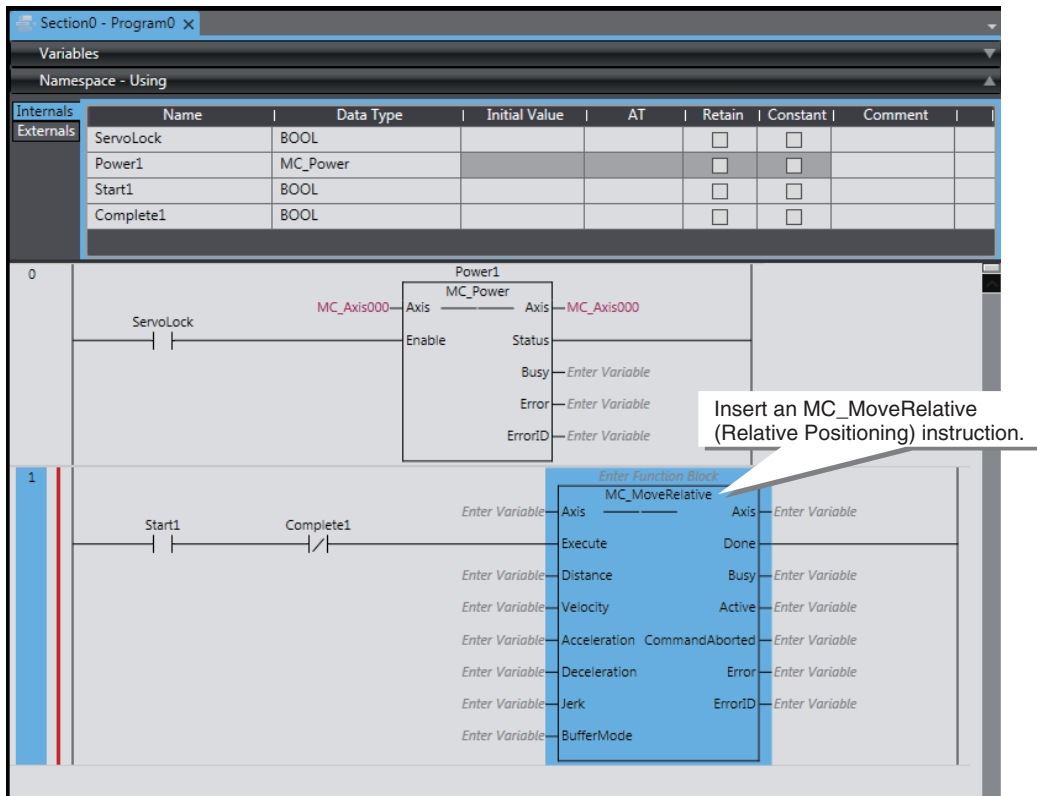 Section0 - Program0 X
Variables
Namespace - Using
Internals
Externals
Name Data Type Initial Value AT Retain Constant Comment
ServoLock BOOL
Power1 MC_Power
Start1 BOOL
Complete1 BOOL
0
Power1
MC_Power
MC_Axis000 Axis Axis MC_Axis000
ServoLock
Enable Status
Busy Enter Variable
Error Enter Variable
ErrorID Enter Variable
Insert an MC_MoveRelative
(Relative Positioning) instruction.
1
Enter Function Block
MC_MoveRelative
Enter Variable Axis Axis Enter Variable
Start1 Complete1
Execute Done
Enter Variable Distance Busy Enter Variable
Enter Variable Velocity Active Enter Variable
Enter Variable Acceleration CommandAborted Enter Variable
Enter Variable Deceleration Error Enter Variable
Enter Variable Jerk ErrorID Enter Variable
Enter Variable BufferMode